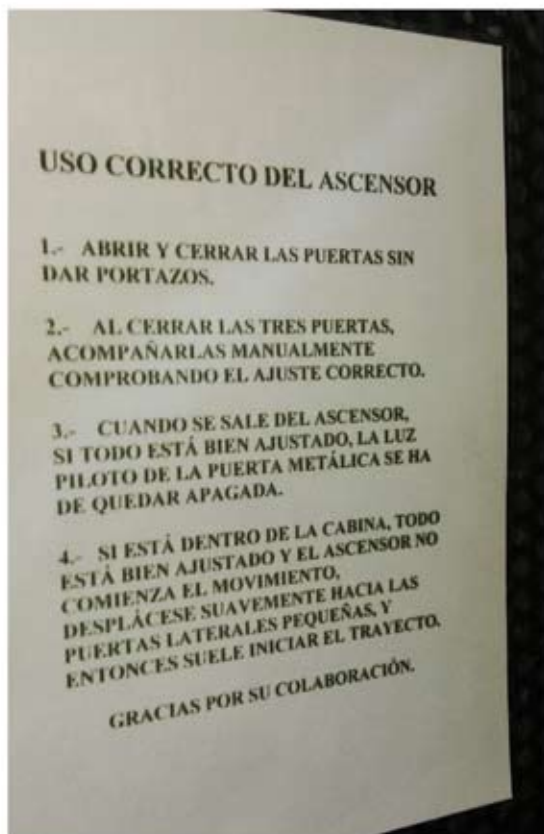 USO CORRECTO DEL ASCENSOR
1.- ABRIR Y CERRAR LAS PUERTAS SIN
DAR PORTAZOS.
2.- AL CERRAR LAS TRES PUERTAS,
ACOMPAÑARLAS MANUALMENTE
COMPROBANDO EL AJUSTE CORRECTO.
3.- CUANDO SE SALE DEL ASCENSOR,
SI TODO ESTÁ BIEN AJUSTADO, LA LUZ
PILOTO DE LA PUERTA METÁLICA SE HA
DE QUEDAR APAGADA.
4.- SI ESTÁ DENTRO DE LA CABINA, TODO
ESTÁ BIEN AJUSTADO Y EL ASCENSOR NO
COMIENZA EL MOVIMIENTO,
DESPLÁCESE SUAVEMENTE HACIA LAS
PUERTAS LATERALES PEQUEÑAS, Y
ENTONCES SUELE INICIAR EL TRAYECTO.
GRACIAS POR SU COLABORACIÓN.